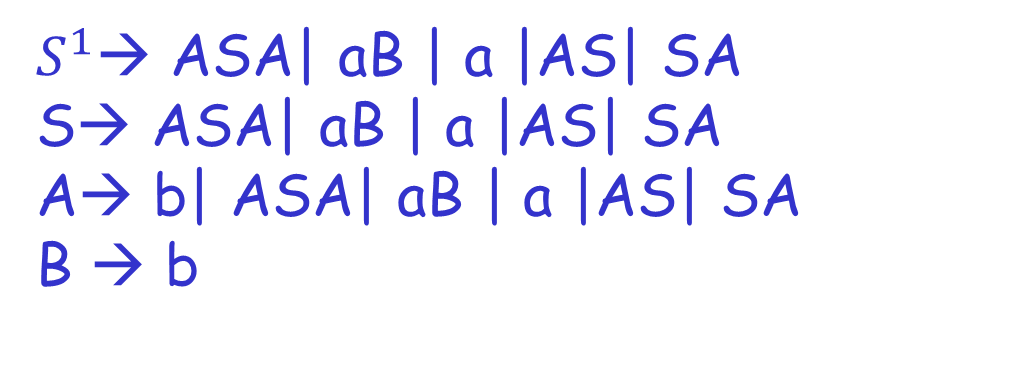 S¹→ ASA| aB | a |AS| SA
S→ ASA| aB | a |AS| SA
A→ b| ASA| aB | a |AS| SA
B → b